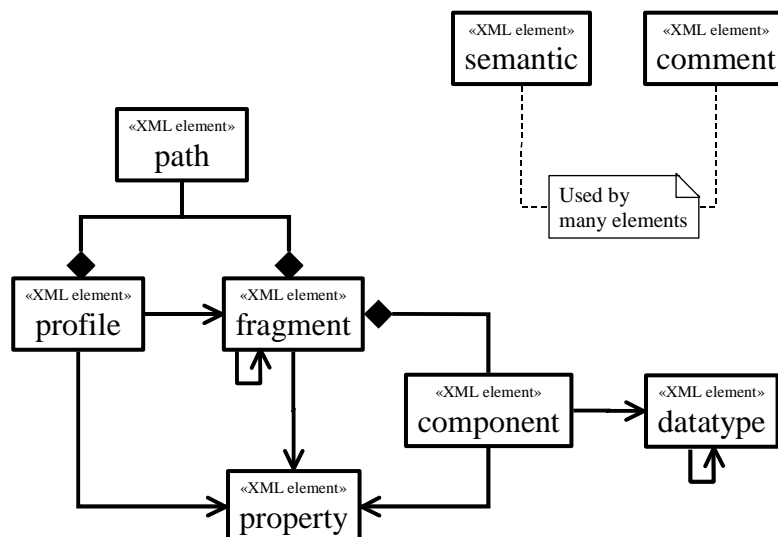 «XML element»
semantic
«XML element»
comment
«XML element»
path
Used by
many elements
«XML element»
profile
«XML element»
fragment
«XML element»
component
«XML element»
datatype
«XML element»
property